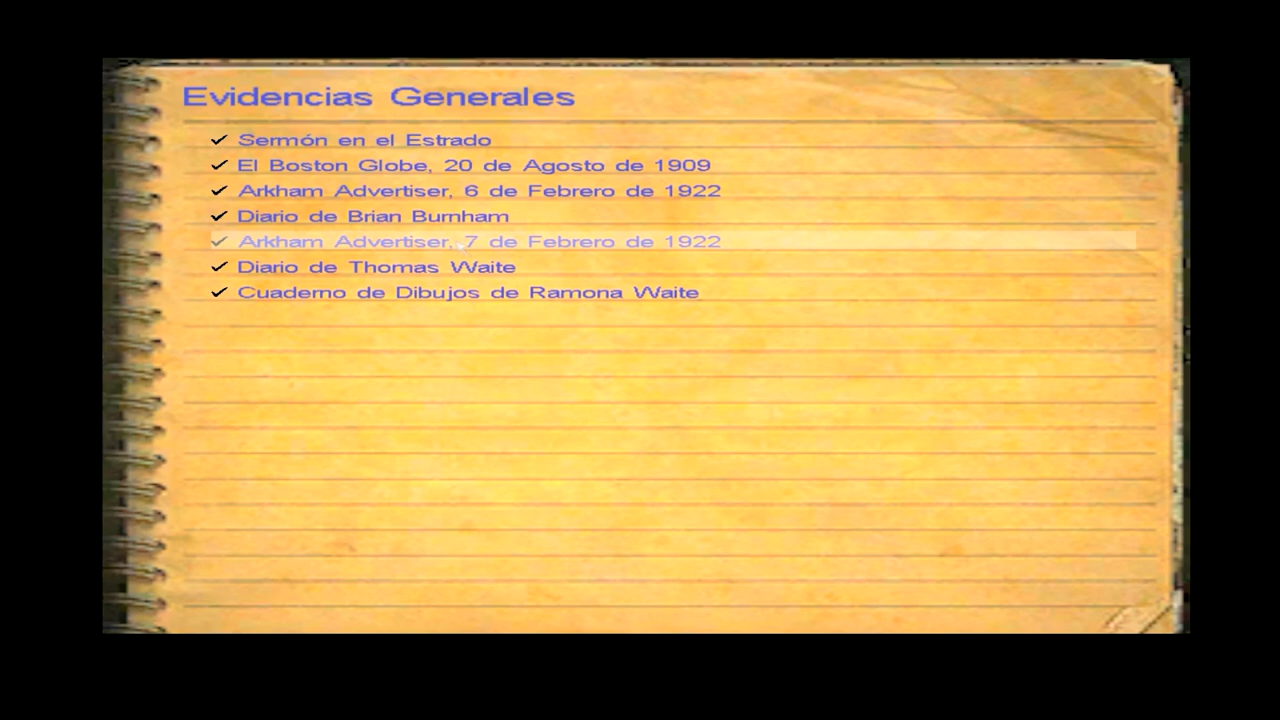 Evidencias Generales
Sermón en el Estrado
El Boston Globe, 20 de Agosto de 1909
Arkham Advertiser, 6 de Febrero de 1922
Diario de Brian Burnham
Arkham Advertiser, 7 de Febrero de 1922
Diario de Thomas Waite
Cuaderno de Dibujos de Ramona Waite